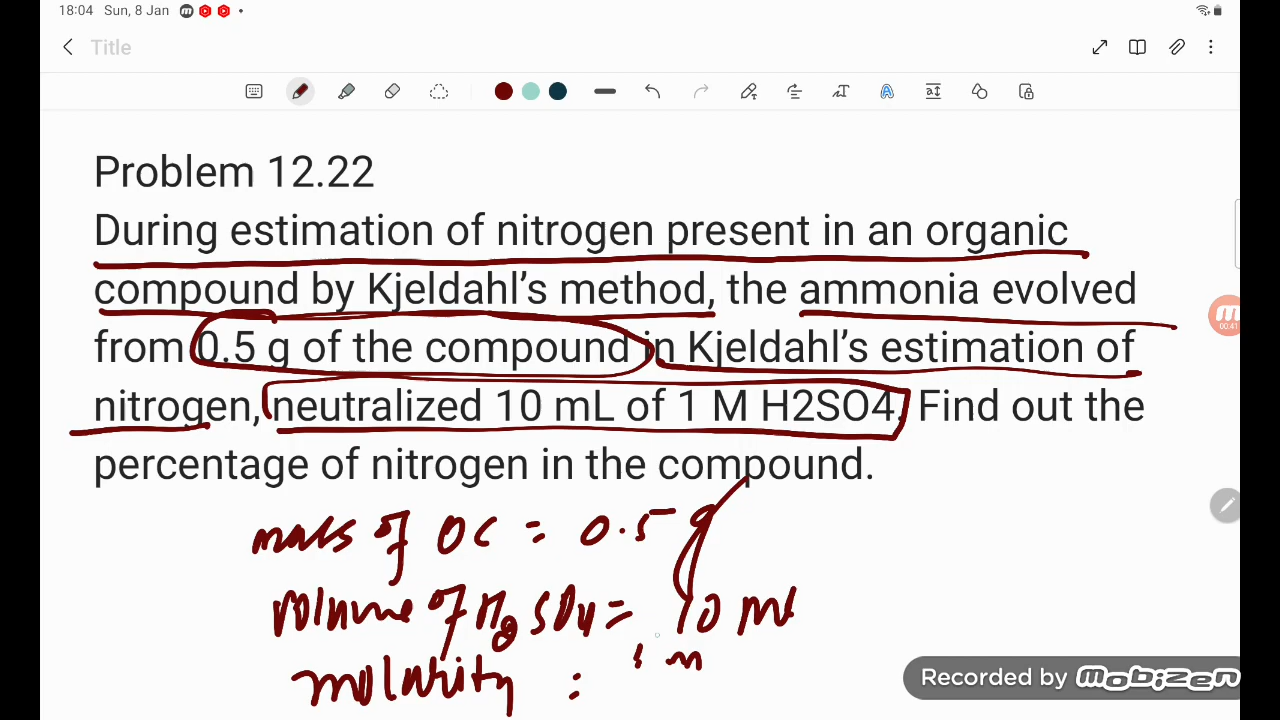 18:04 Sun, 8 Jan
Title
Problem 12.22
During estimation of nitrogen present in an organic
compound by Kjeldahl’s method, the ammonia evolved
from 0.5 g of the compound in Kjeldahl’s estimation of
nitrogen, neutralized 10 mL of 1 M H2SO4. Find out the
percentage of nitrogen in the compound.
mass of OC = 0.5 g
volume of H2SO4 = 10 ml
molarity = 1 M
00:41
Recorded by mobizen